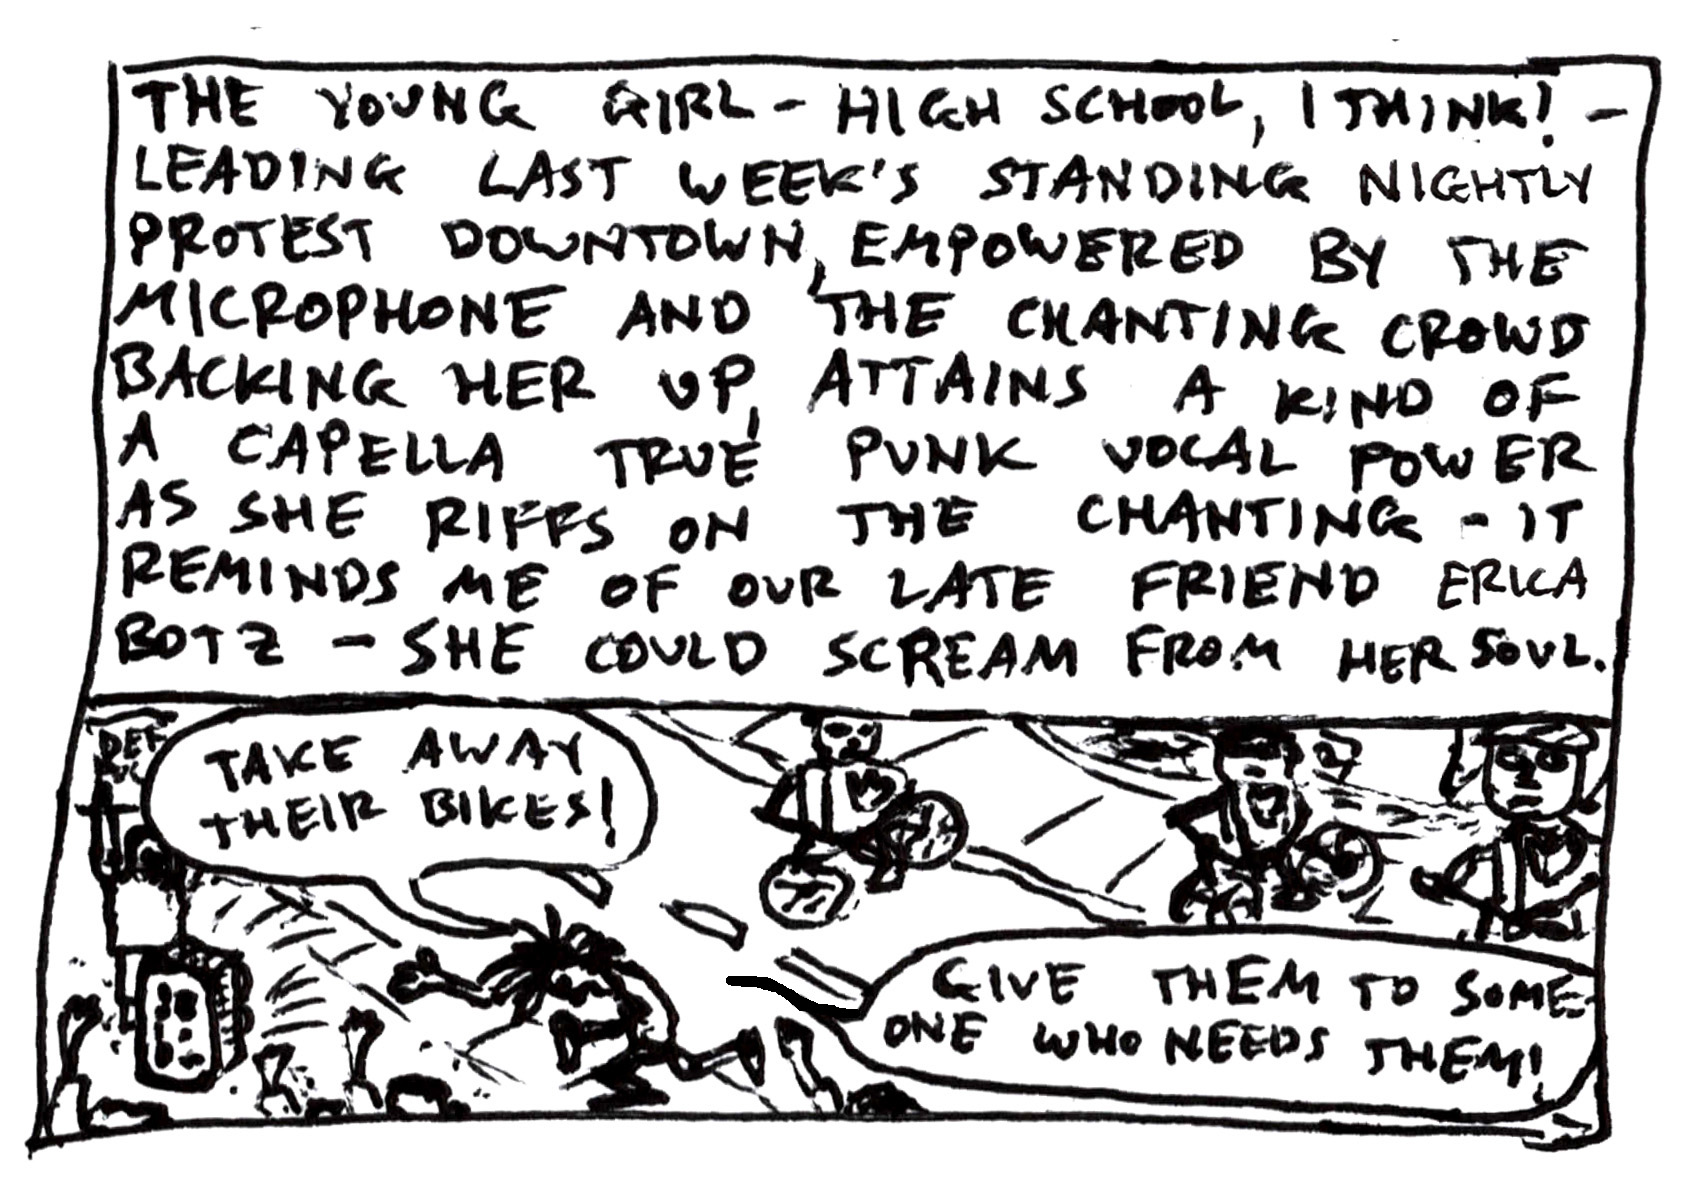 THE YOUNG GIRL - HIGH SCHOOL, I THINK! -
LEADING LAST WEEK'S STANDING NIGHTLY
PROTEST DOWNTOWN, EMPOWERED BY THE
MICROPHONE AND THE CHANTING CROWD
BACKING HER UP, ATTAINS A KIND OF
A CAPELLA TRUE PUNK VOCAL POWER
AS SHE RIFFS ON THE CHANTING - IT
REMINDS ME OF OUR LATE FRIEND ERICA
BOTZ - SHE COULD SCREAM FROM HER SOUL.
TAKE AWAY
THEIR BIKES!
GIVE THEM TO SOME-
ONE WHO NEEDS THEM!